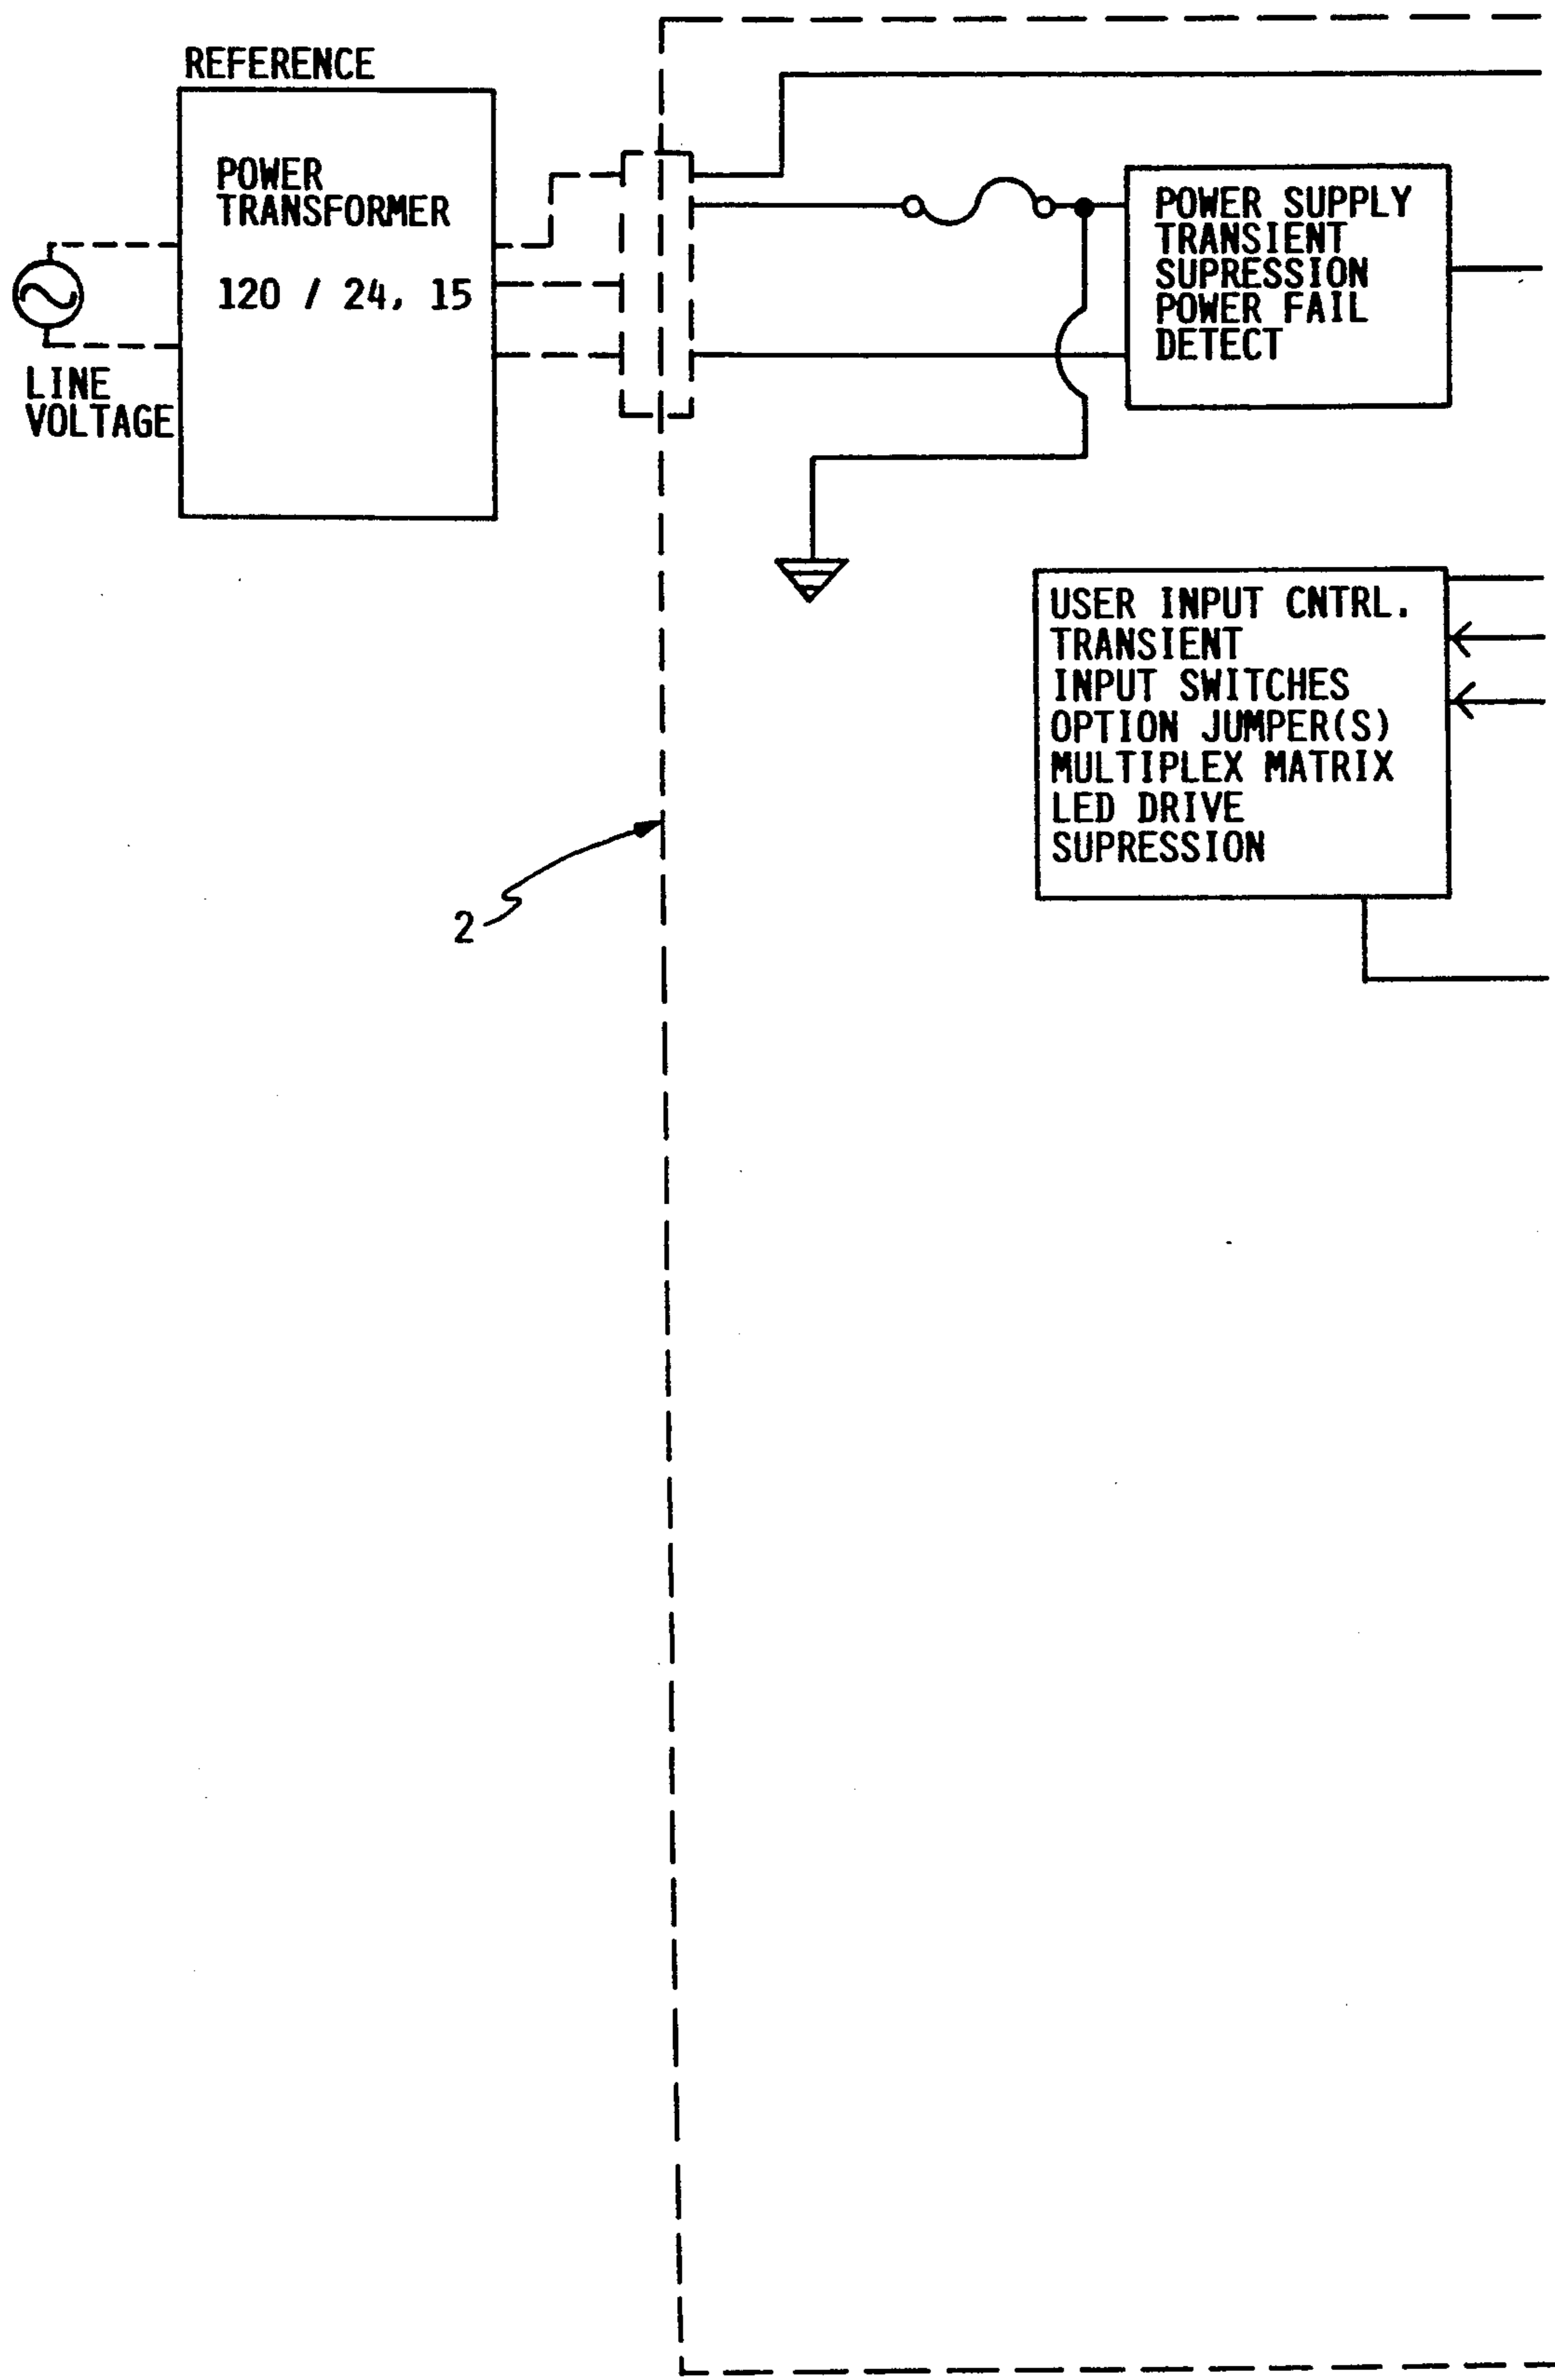 REFERENCE
POWER
TRANSFORMER
120 / 24, 15
LINE
VOLTAGE
POWER SUPPLY
TRANSIENT
SUPRESSION
POWER FAIL
DETECT
USER INPUT CNTRL.
TRANSIENT
INPUT SWITCHES
OPTION JUMPER(S)
MULTIPLEX MATRIX
LED DRIVE
SUPRESSION
2